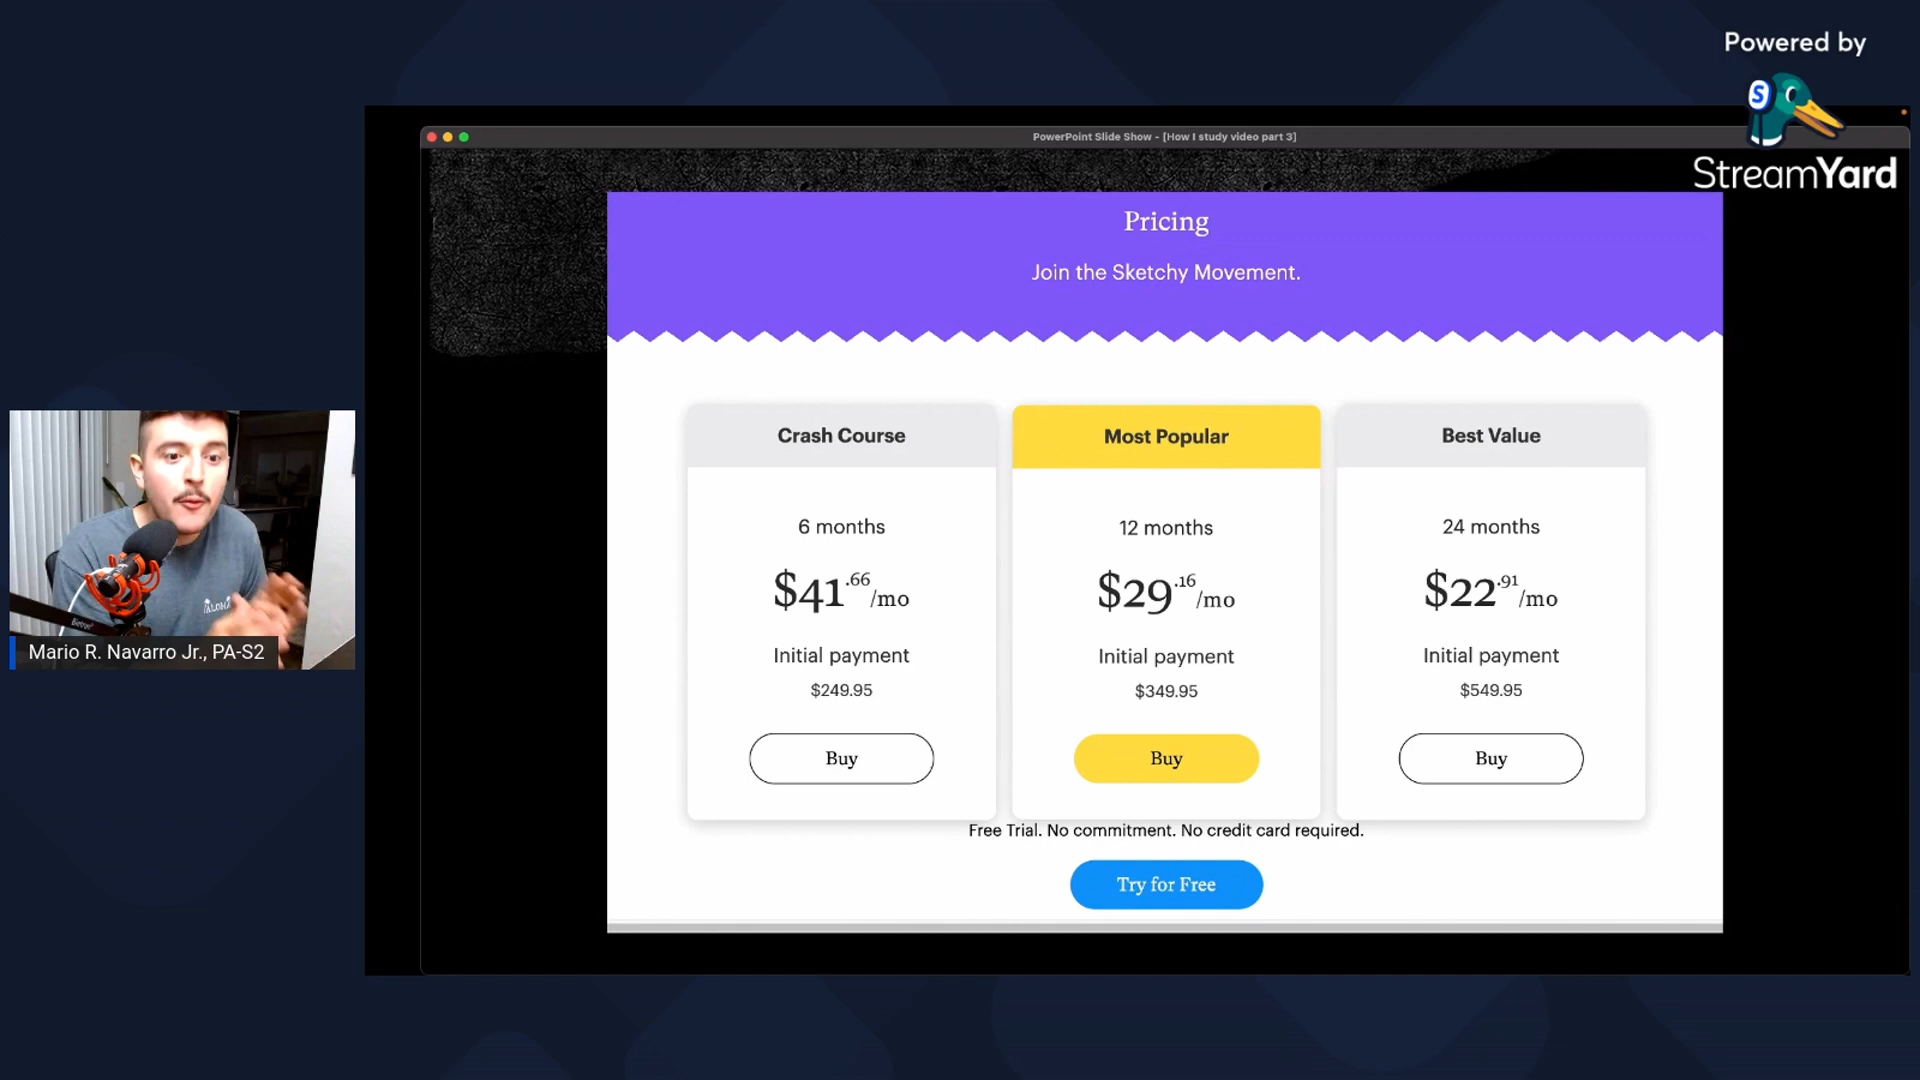 Powered by
S
StreamYard
PowerPoint Slide Show - [How I study video part 3]
Pricing
Join the Sketchy Movement.
Crash Course
6 months
$41.66/mo
Initial payment
$249.95
Buy
Most Popular
12 months
$29.16/mo
Initial payment
$349.95
Buy
Best Value
24 months
$22.91/mo
Initial payment
$549.95
Buy
Free Trial. No commitment. No credit card required.
Try for Free
ALOHA
Mario R. Navarro Jr., PA-S2